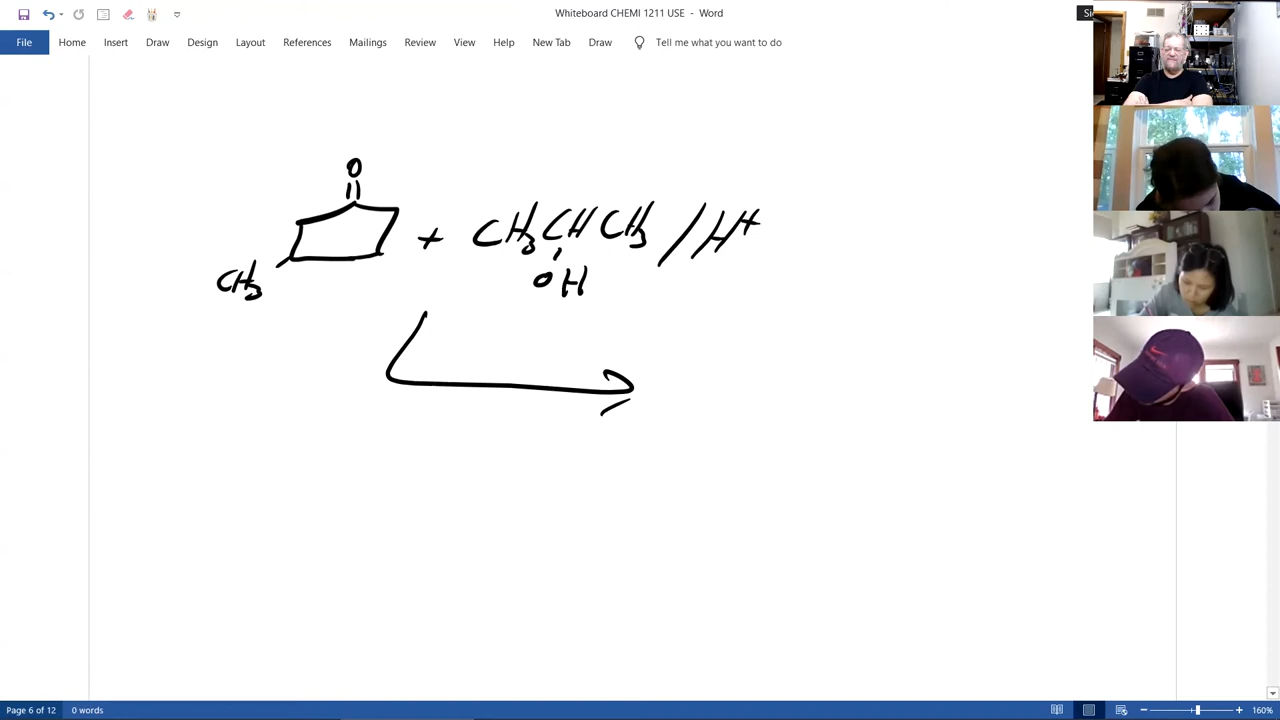 Whiteboard CHEMI 1211 USE - Word
Si
File Home Insert Draw Design Layout References Mailings Review View Help New Tab Draw Tell me what you want to do
O
+ CH3CHCH3/H+
CH3
OH
Page 6 of 12 0 words
160%